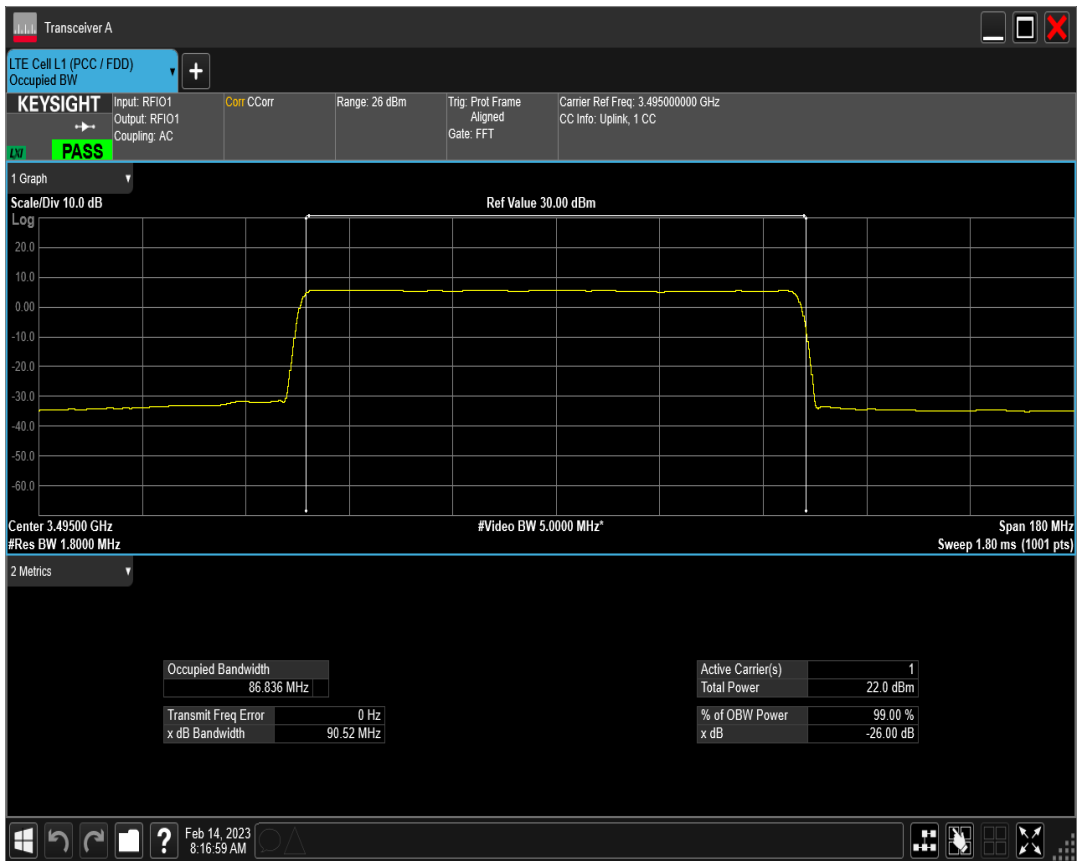 Transceiver A
LTE Cell L1 (PCC / FDD)
Occupied BW
KEYSIGHT
LXI
PASS
Input: RFIO1
Output: RFIO1
Coupling: AC
Corr CCorr
Range: 26 dBm
Trig: Prot Frame
Aligned
Gate: FFT
Carrier Ref Freq: 3.495000000 GHz
CC Info: Uplink, 1 CC
1 Graph
Scale/Div 10.0 dB
Ref Value 30.00 dBm
Log
20.0
10.0
0.00
-10.0
-20.0
-30.0
-40.0
-50.0
-60.0
Center 3.49500 GHz
#Video BW 5.0000 MHz*
Span 180 MHz
#Res BW 1.8000 MHz
Sweep 1.80 ms (1001 pts)
2 Metrics
Occupied Bandwidth
86.836 MHz
Transmit Freq Error 0 Hz
x dB Bandwidth 90.52 MHz
Active Carrier(s) 1
Total Power 22.0 dBm
% of OBW Power 99.00 %
x dB -26.00 dB
?
Feb 14, 2023
8:16:59 AM